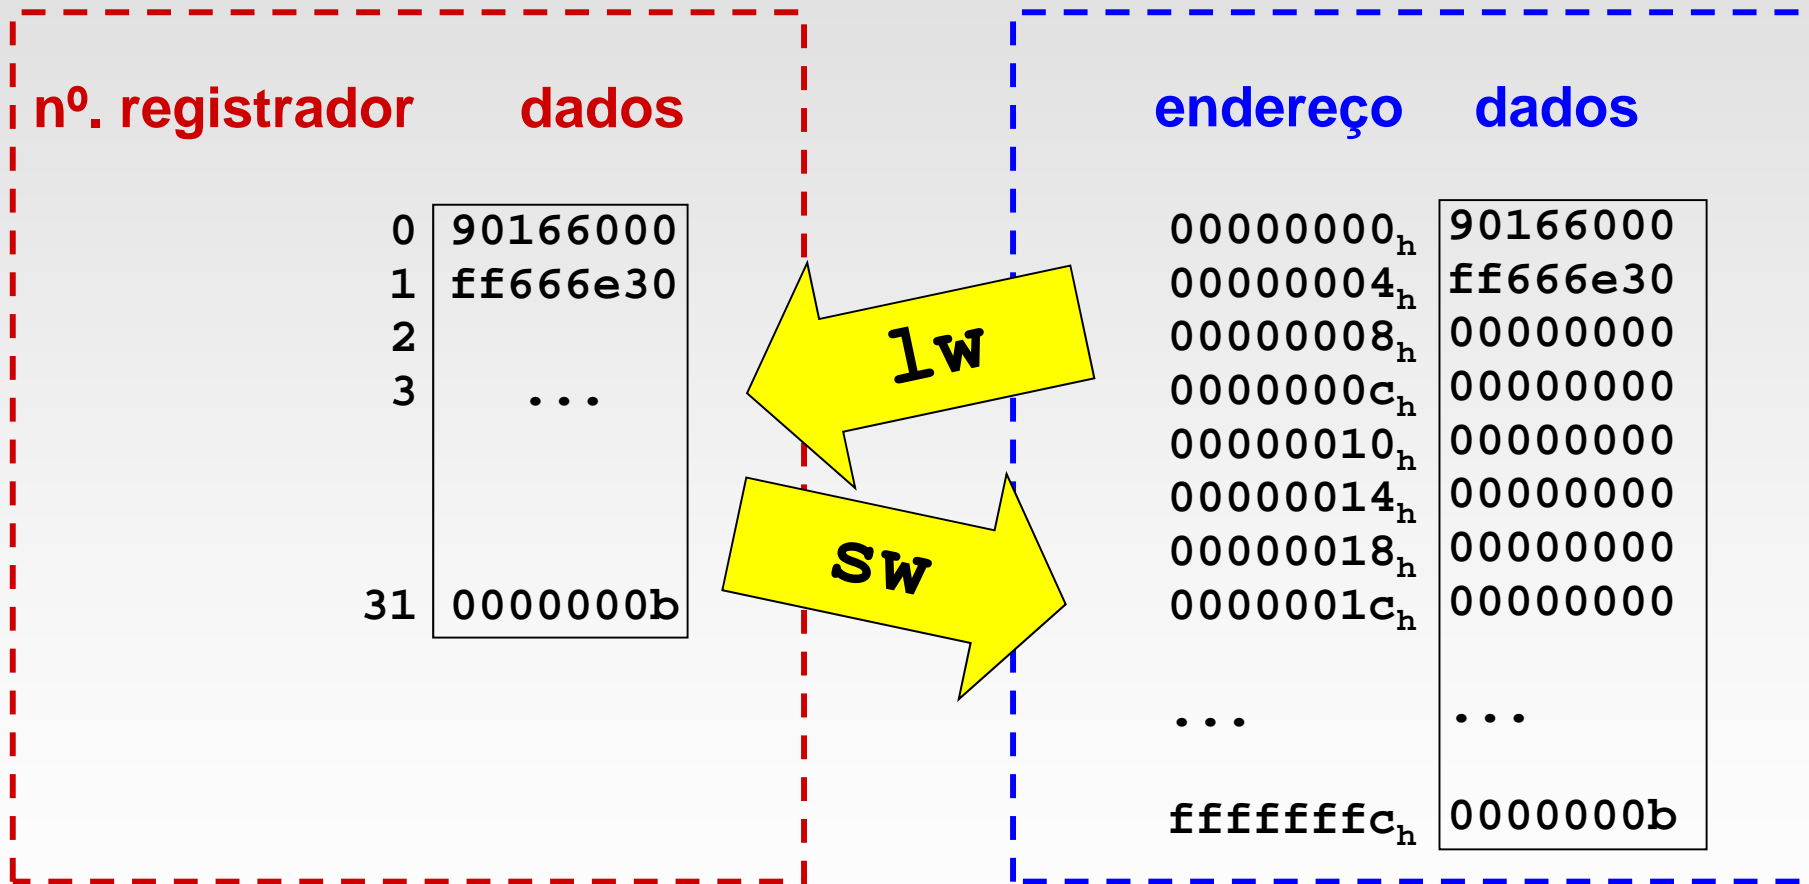 nº. registrador dados
0 90166000
1 ff666e30
2
3 ...
31 0000000b
lw
sw
endereço dados
00000000h 90166000
00000004h ff666e30
00000008h 00000000
0000000ch 00000000
00000010h 00000000
00000014h 00000000
00000018h 00000000
0000001ch 00000000
... ...
fffffffch 0000000b